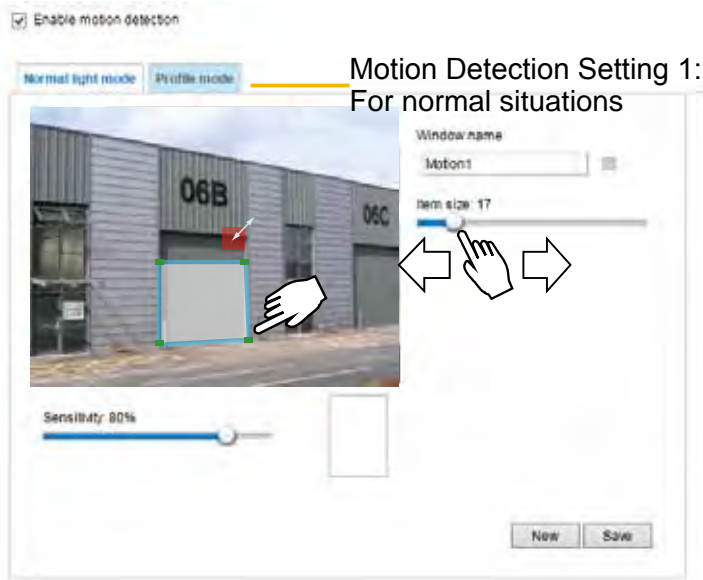 Enable motion detection
Normal light mode Profile mode
Motion Detection Setting 1:
For normal situations
Window name
Motion1
Item size: 17
06B
06C
Sensitivity: 80%
New Save